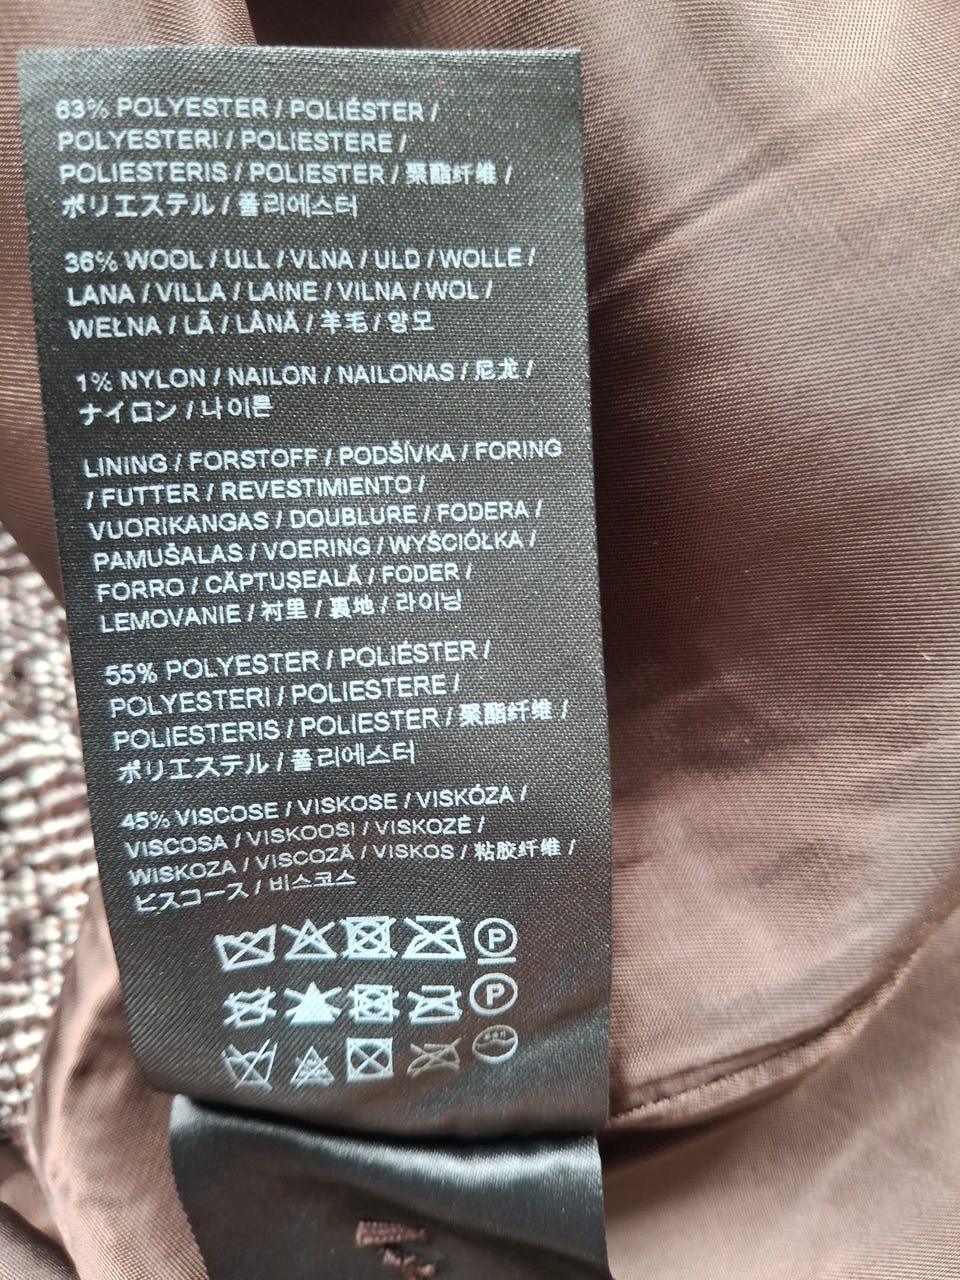 63% POLYESTER / POLIÉSTER /
POLYESTERI / POLIESTERE /
POLIESTERIS / POLIESTER / 聚酯纤维 /
ポリエステル / 폴리에스터
36% WOOL / ULL / VLNA / ULD / WOLLE /
LANA / VILLA / LAINE / VILNA / WOL /
WEŁNA / LÃ / LÂNĂ / 羊毛 / 양모
1% NYLON / NAILON / NAILONAS / 尼龙 /
ナイロン / 나이론
LINING / FORSTOFF / PODŠÍVKA / FORING
/ FUTTER / REVESTIMIENTO /
VUORIKANGAS / DOUBLURE / FODERA /
PAMUŠALAS / VOERING / WYŚCIÓŁKA /
FORRO / CĂPTUȘEALĂ / FODER /
LEMOVANIE / 衬里 / 裏地 / 라이닝
55% POLYESTER / POLIÉSTER /
POLYESTERI / POLIESTERE /
POLIESTERIS / POLIESTER / 聚酯纤维 /
ポリエステル / 폴리에스터
45% VISCOSE / VISKOSE / VISKÓZA /
VISCOSA / VISKOOSI / VISKOZĖ /
WISKOZA / VISCOZĂ / VISKOS / 粘胶纤维 /
ビスコース / 비스코스
P
P